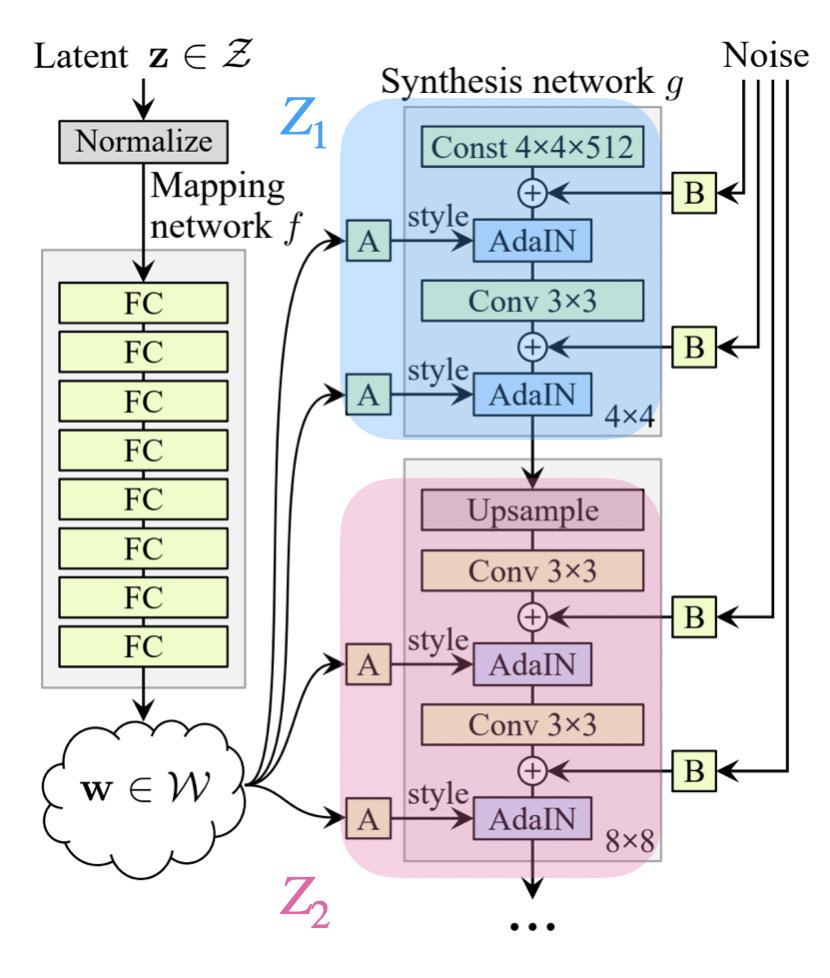 Latent z ∈ 𝒵
Normalize
Mapping
network f
FC
FC
FC
FC
FC
FC
FC
FC
w ∈ 𝒲
Z₁
Synthesis network g
Noise
Const 4×4×512
+
B
A
style
AdaIN
Conv 3×3
+
B
A
style
AdaIN
4×4
Upsample
Conv 3×3
+
B
A
style
AdaIN
Conv 3×3
+
B
A
style
AdaIN
8×8
Z₂
...